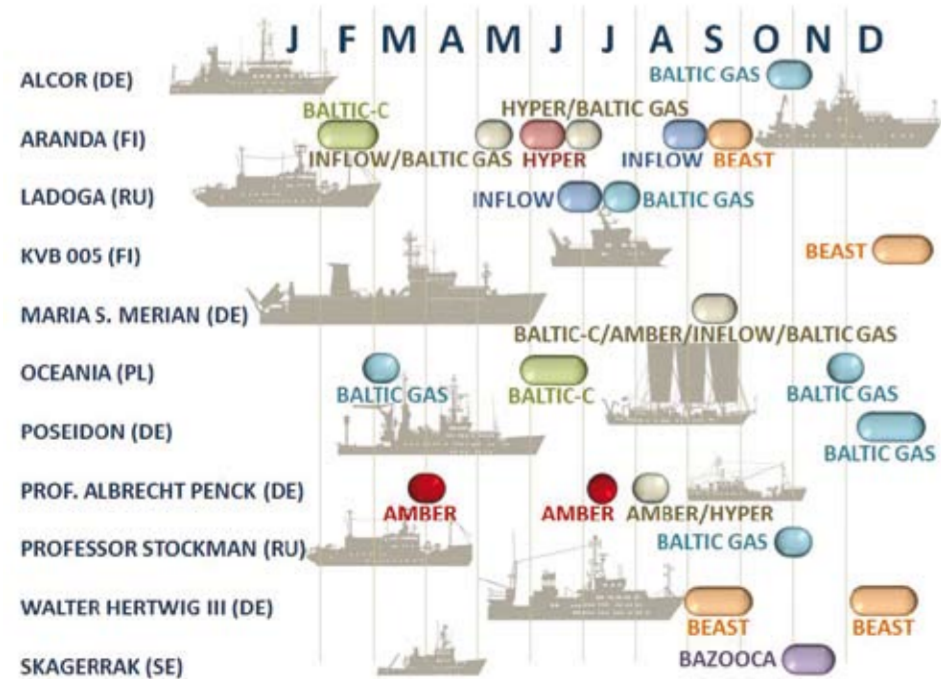 J F M A M J J A S O N D
ALCOR (DE) BALTIC GAS
BALTIC-C HYPER/BALTIC GAS
ARANDA (FI)
INFLOW/BALTIC GAS HYPER INFLOW BEAST
LADOGA (RU) INFLOW BALTIC GAS
KVB 005 (FI) BEAST
MARIA S. MERIAN (DE)
BALTIC-C/AMBER/INFLOW/BALTIC GAS
OCEANIA (PL)
BALTIC GAS BALTIC-C BALTIC GAS
POSEIDON (DE)
BALTIC GAS
PROF. ALBRECHT PENCK (DE)
AMBER AMBER AMBER/HYPER
PROFESSOR STOCKMAN (RU) BALTIC GAS
WALTER HERTWIG III (DE)
BEAST BEAST
SKAGERRAK (SE) BAZOOCA